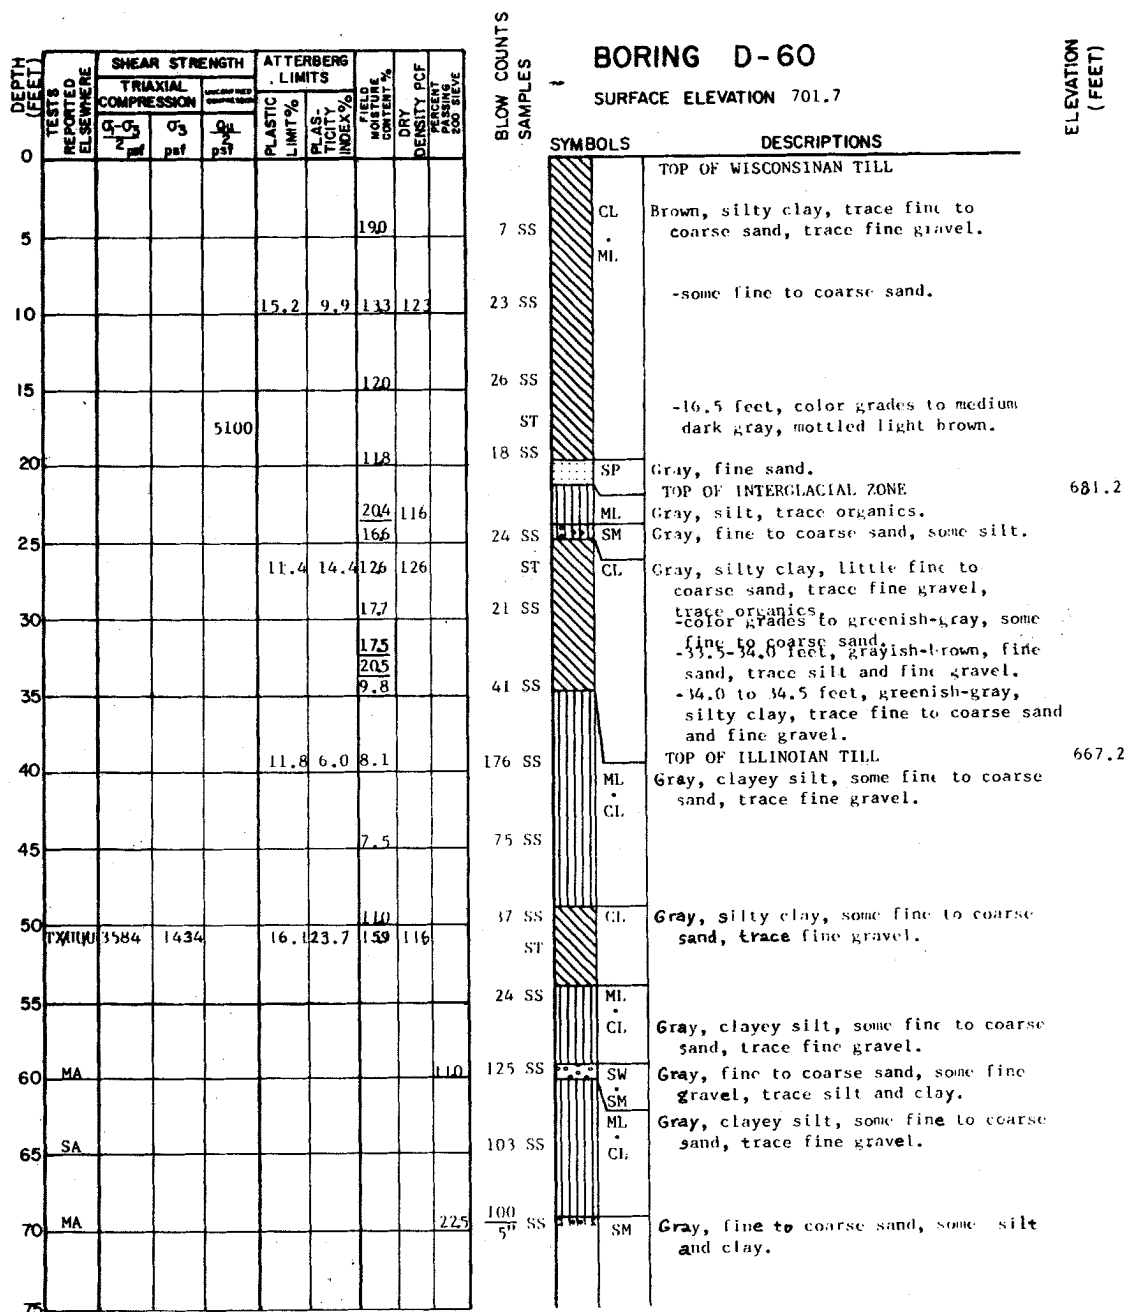 BORING D-60
SURFACE ELEVATION 701.7
DEPTH (FEET)
TESTS REPORTED ELSEWHERE
SHEAR STRENGTH
TRIAXIAL COMPRESSION
UNCONFINED COMPRESSION
σ1-σ3 / 2 psf
σ3 psf
qu / 2 psf
ATTERBERG LIMITS
PLASTIC LIMIT %
PLAS-TICITY INDEX %
FIELD MOISTURE CONTENT %
DRY DENSITY PCF
PERCENT PASSING 200 SIEVE
BLOW COUNTS
SAMPLES
SYMBOLS
DESCRIPTIONS
ELEVATION (FEET)
0
TOP OF WISCONSINAN TILL
CL
Brown, silty clay, trace fine to
19.0
7 SS
coarse sand, trace fine gravel.
5
ML
-some fine to coarse sand.
15.2 9.9 13.3 123
23 SS
10
12.0
26 SS
15
-16.5 feet, color grades to medium
ST
dark gray, mottled light brown.
5100
11.8
18 SS
20
SP
Gray, fine sand.
TOP OF INTERGLACIAL ZONE
681.2
20.4 116
ML
Gray, silt, trace organics.
16.6
24 SS
SM
Gray, fine to coarse sand, some silt.
25
11.4 14.4 12.6 126
ST
CL
Gray, silty clay, little fine to
coarse sand, trace fine gravel,
trace organics
17.7
21 SS
-color grades to greenish-gray, some
30
fine to coarse sand.
17.5
-33.5-34.0 feet, grayish-brown, fine
20.5
sand, trace silt and fine gravel.
9.8
41 SS
-34.0 to 34.5 feet, greenish-gray,
35
silty clay, trace fine to coarse sand
and fine gravel.
TOP OF ILLINOIAN TILL
667.2
11.8 6.0 8.1
176 SS
40
ML
Gray, clayey silt, some fine to coarse
CL
sand, trace fine gravel.
7.5
75 SS
45
11.0
37 SS
CL
Gray, silty clay, some fine to coarse
50
sand, trace fine gravel.
3584 1434 16.1 23.7 15.9 116
ST
24 SS
ML
55
CL
Gray, clayey silt, some fine to coarse
sand, trace fine gravel.
MA
11.0
125 SS
SW
Gray, fine to coarse sand, some fine
60
SM
gravel, trace silt and clay.
ML
Gray, clayey silt, some fine to coarse
SA
103 SS
CL
sand, trace fine gravel.
65
MA
22.5
100/5" SS
SM
Gray, fine to coarse sand, some silt
70
and clay.
75